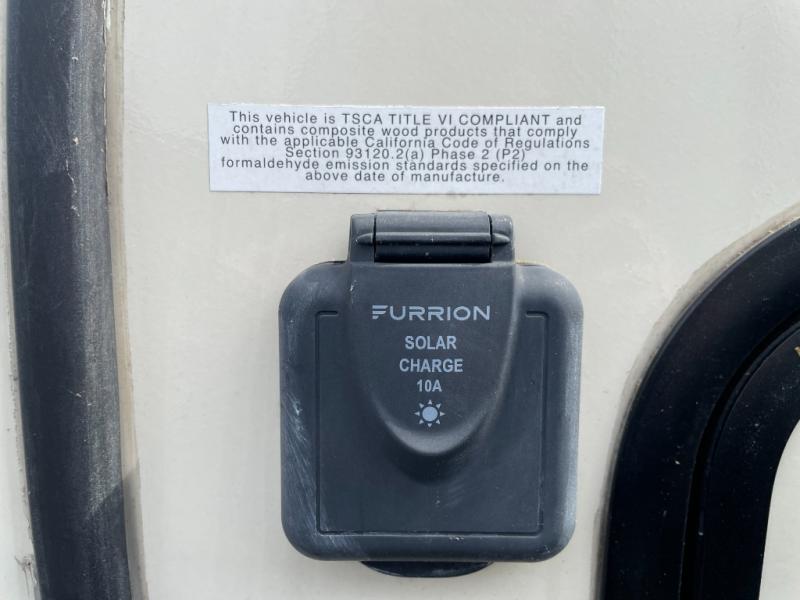 This vehicle is TSCA TITLE VI COMPLIANT and
contains composite wood products that comply
with the applicable California Code of Regulations
Section 93120.2(a) Phase 2 (P2)
formaldehyde emission standards specified on the
above date of manufacture.
FURRION
SOLAR
CHARGE
10A